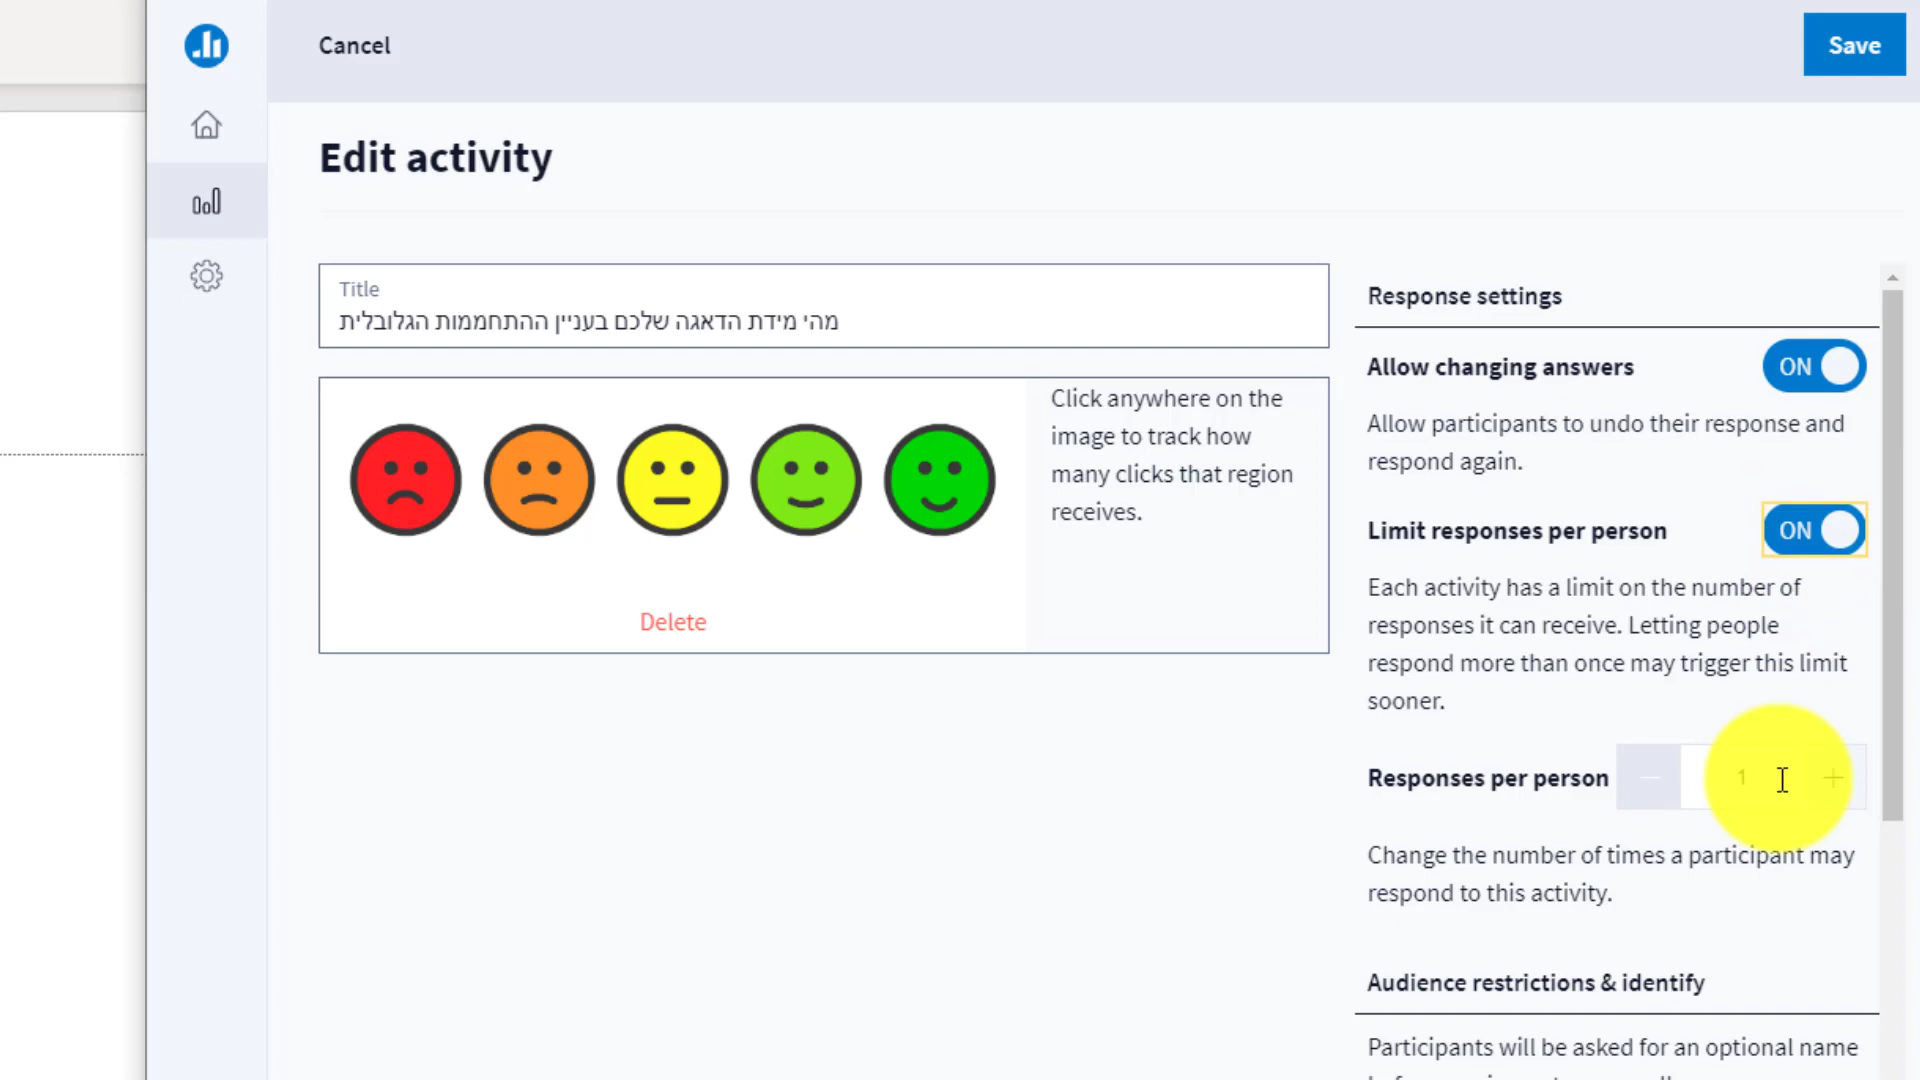 Cancel
Save
Edit activity
Title
מהי מידת הדאגה שלכם בעניין ההתחממות הגלובלית
Click anywhere on the
image to track how
many clicks that region
receives.
Delete
Response settings
Allow changing answers
ON
Allow participants to undo their response and
respond again.
Limit responses per person
ON
Each activity has a limit on the number of
responses it can receive. Letting people
respond more than once may trigger this limit
sooner.
Responses per person
1
Change the number of times a participant may
respond to this activity.
Audience restrictions & identify
Participants will be asked for an optional name